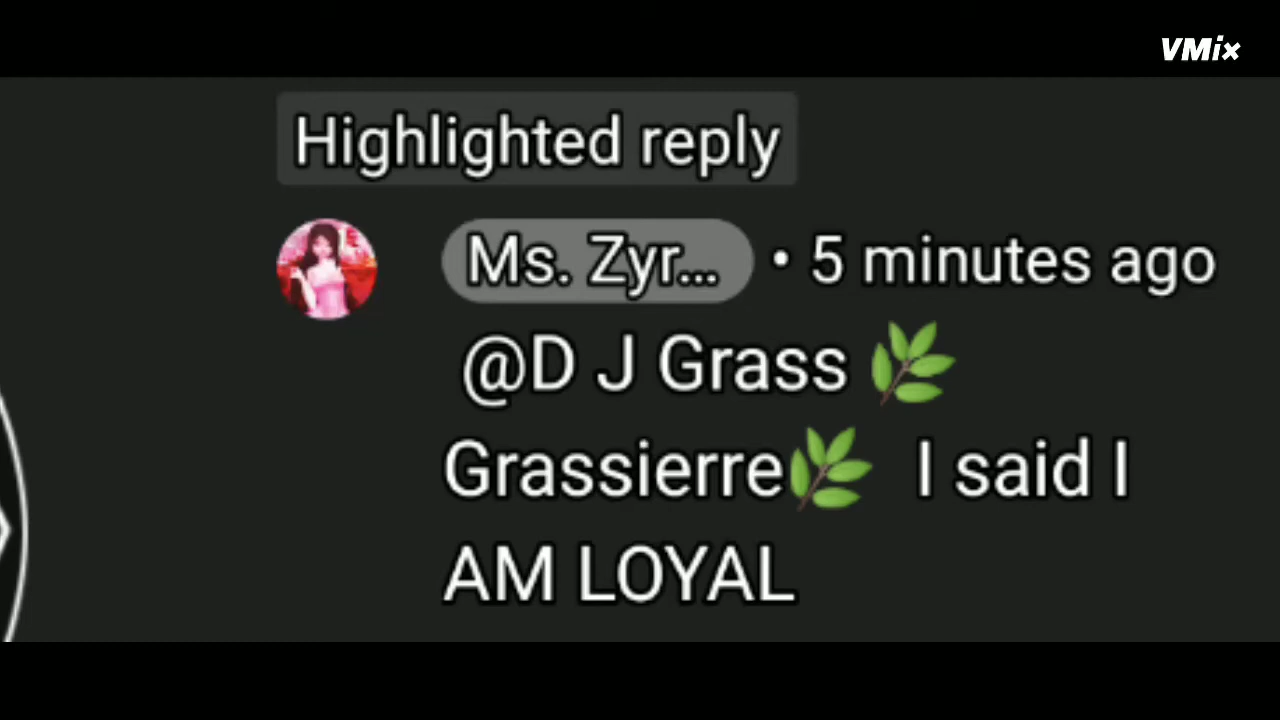 VMix
Highlighted reply
Ms. Zyr... • 5 minutes ago
@D J Grass 🌿
Grassierre🌿 I said I
AM LOYAL